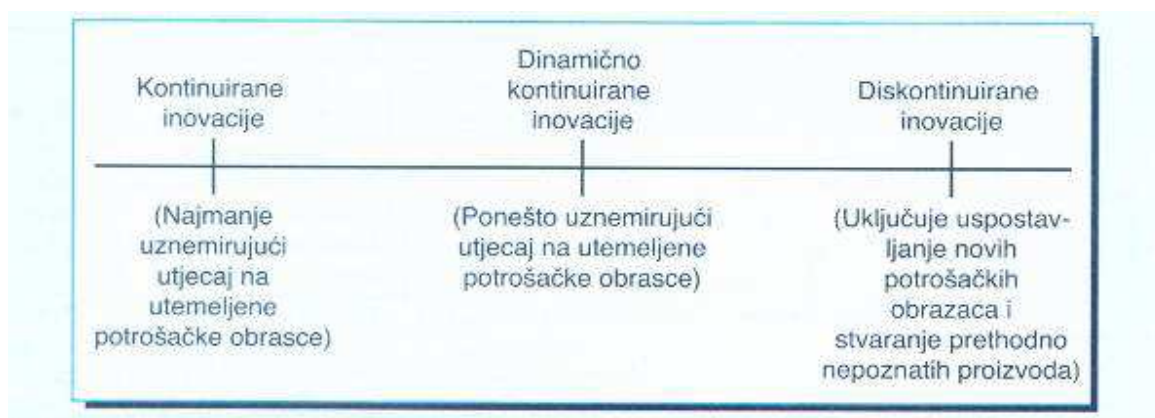 Kontinuirane
inovacije
Dinamično
kontinuirane
inovacije
Diskontinuirane
inovacije
(Najmanje
uznemirujući
utjecaj na
utemeljene
potrošačke obrasce)
(Ponešto uznemirujući
utjecaj na utemeljene
potrošačke obrasce)
(Uključuje uspostav-
ljanje novih
potrošačkih
obrazaca i
stvaranje prethodno
nepoznatih proizvoda)